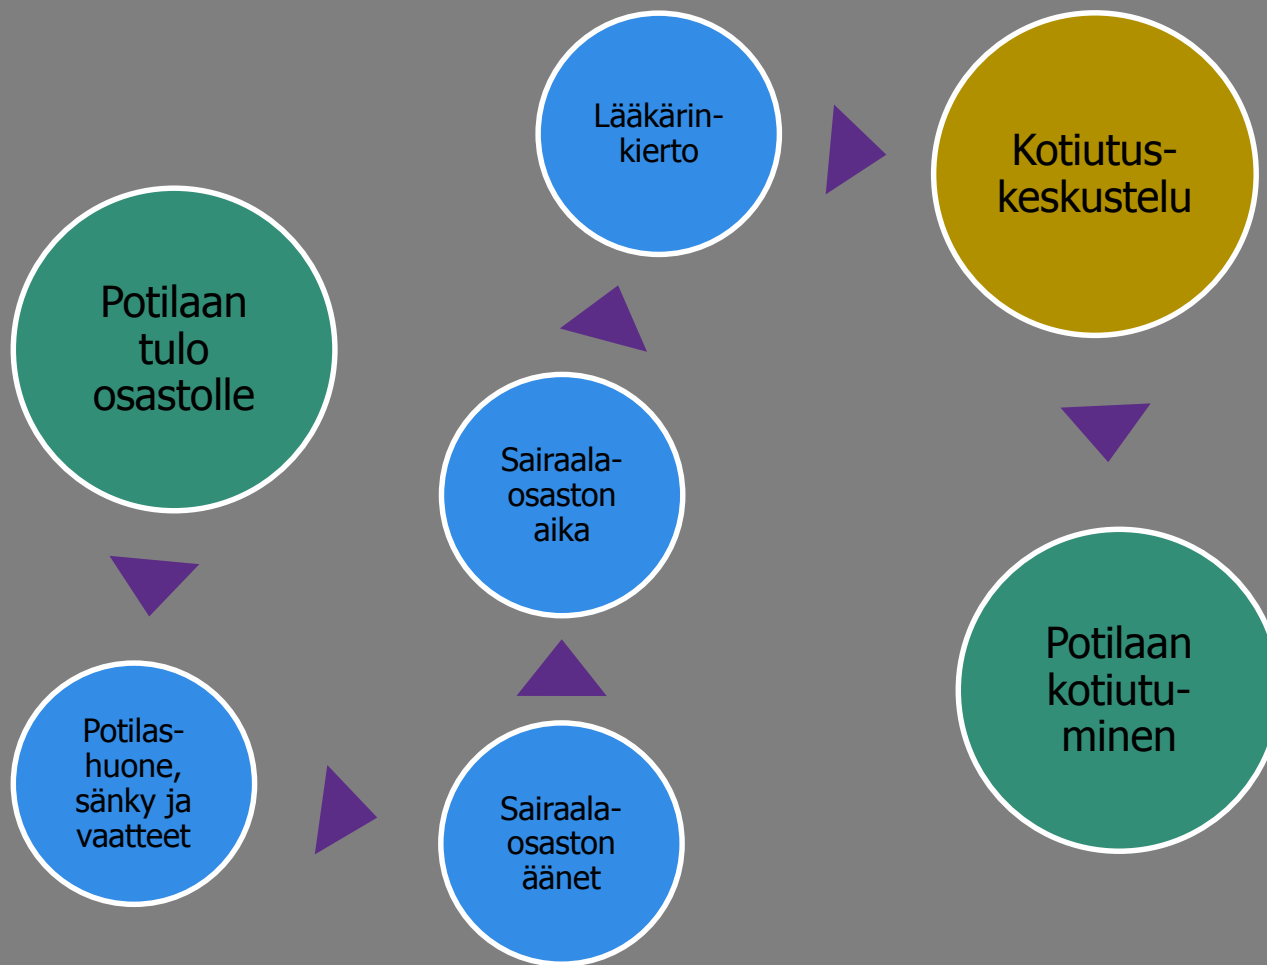 Potilaan
tulo
osastolle
Potilas-
huone,
sänky ja
vaatteet
Sairaala-
osaston
äänet
Sairaala-
osaston
aika
Lääkärin-
kierto
Kotiutus-
keskustelu
Potilaan
kotiutu-
minen